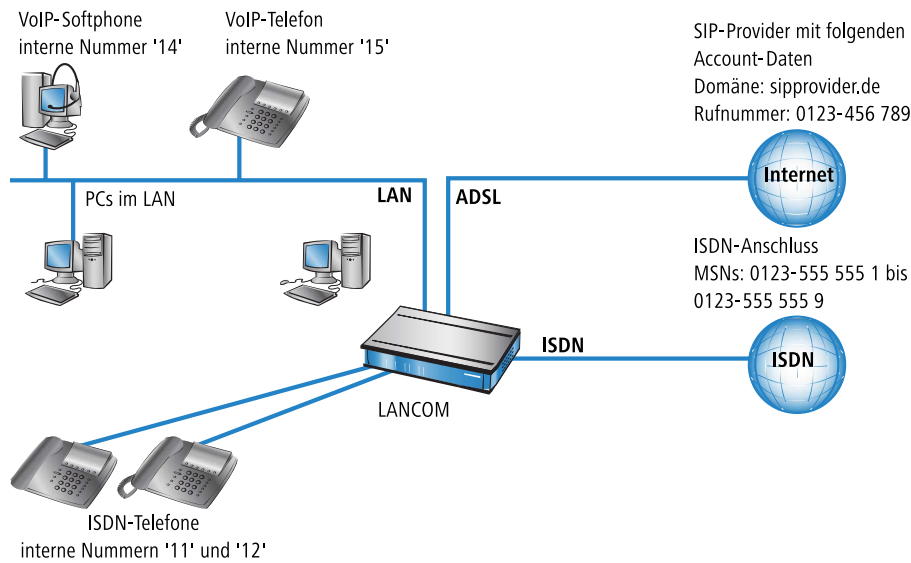 VoIP-Softphone
interne Nummer '14'
VoIP-Telefon
interne Nummer '15'
SIP-Provider mit folgenden
Account-Daten
Domäne: sipprovider.de
Rufnummer: 0123-456 789
Internet
PCs im LAN
LAN
ADSL
ISDN-Anschluss
MSNs: 0123-555 555 1 bis
0123-555 555 9
ISDN
ISDN
LANCOM
ISDN-Telefone
interne Nummern '11' und '12'